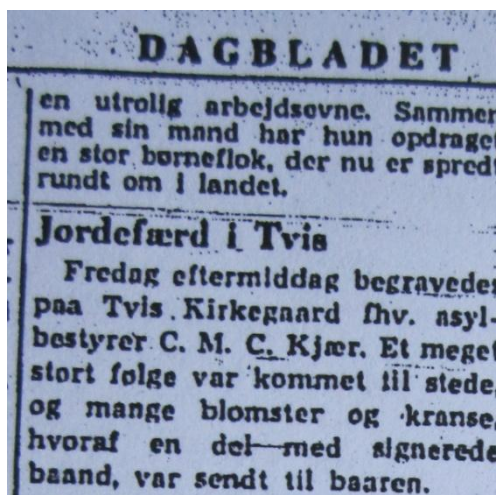 DAGBLADET
en utrolig arbejdsevne. Sammen
med sin mand har hun opdraget
en stor børneflok, der nu er spredt
rundt om i landet.
Jordefærd i Tvis
Fredag eftermiddag begravedes
paa Tvis Kirkegaard fhv. asyl-
bestyrer C. M. C. Kjær. Et meget
stort følge var kommet til stede,
og mange blomster og kranse,
hvoraf en del med signerede
baand, var sendt til baaren.